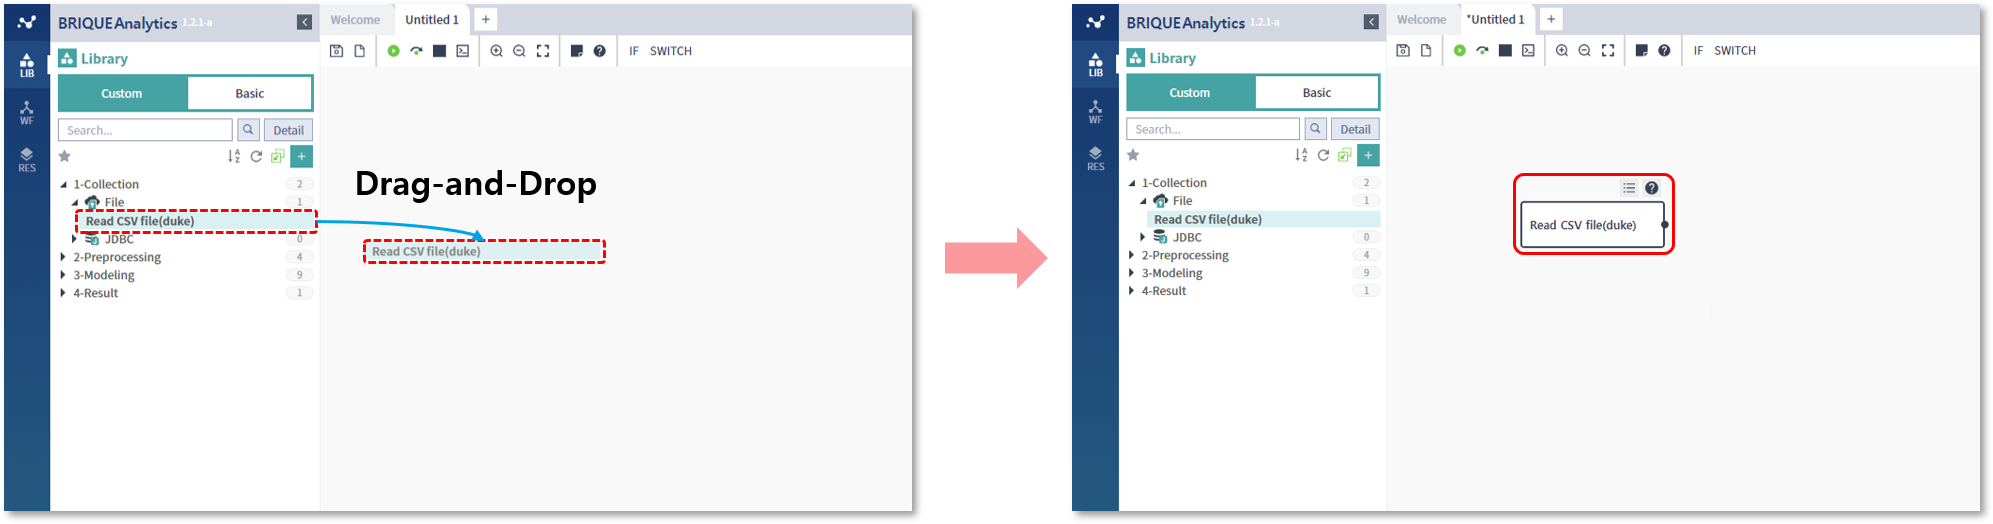 BRIQUE Analytics 1.2.1-a
Welcome
Untitled 1
+
LIB
Library
IF SWITCH
Custom
Basic
WF
Search...
Detail
RES
+
1-Collection 2
File 1
Read CSV file(duke)
JDBC 0
2-Preprocessing 4
3-Modeling 9
4-Result 1
Drag-and-Drop
Read CSV file(duke)
BRIQUE Analytics 1.2.1-a
Welcome
*Untitled 1
+
LIB
Library
IF SWITCH
Custom
Basic
WF
Search...
Detail
RES
+
1-Collection 2
File 1
Read CSV file(duke)
JDBC 0
2-Preprocessing 4
3-Modeling 9
4-Result 1
Read CSV file(duke)